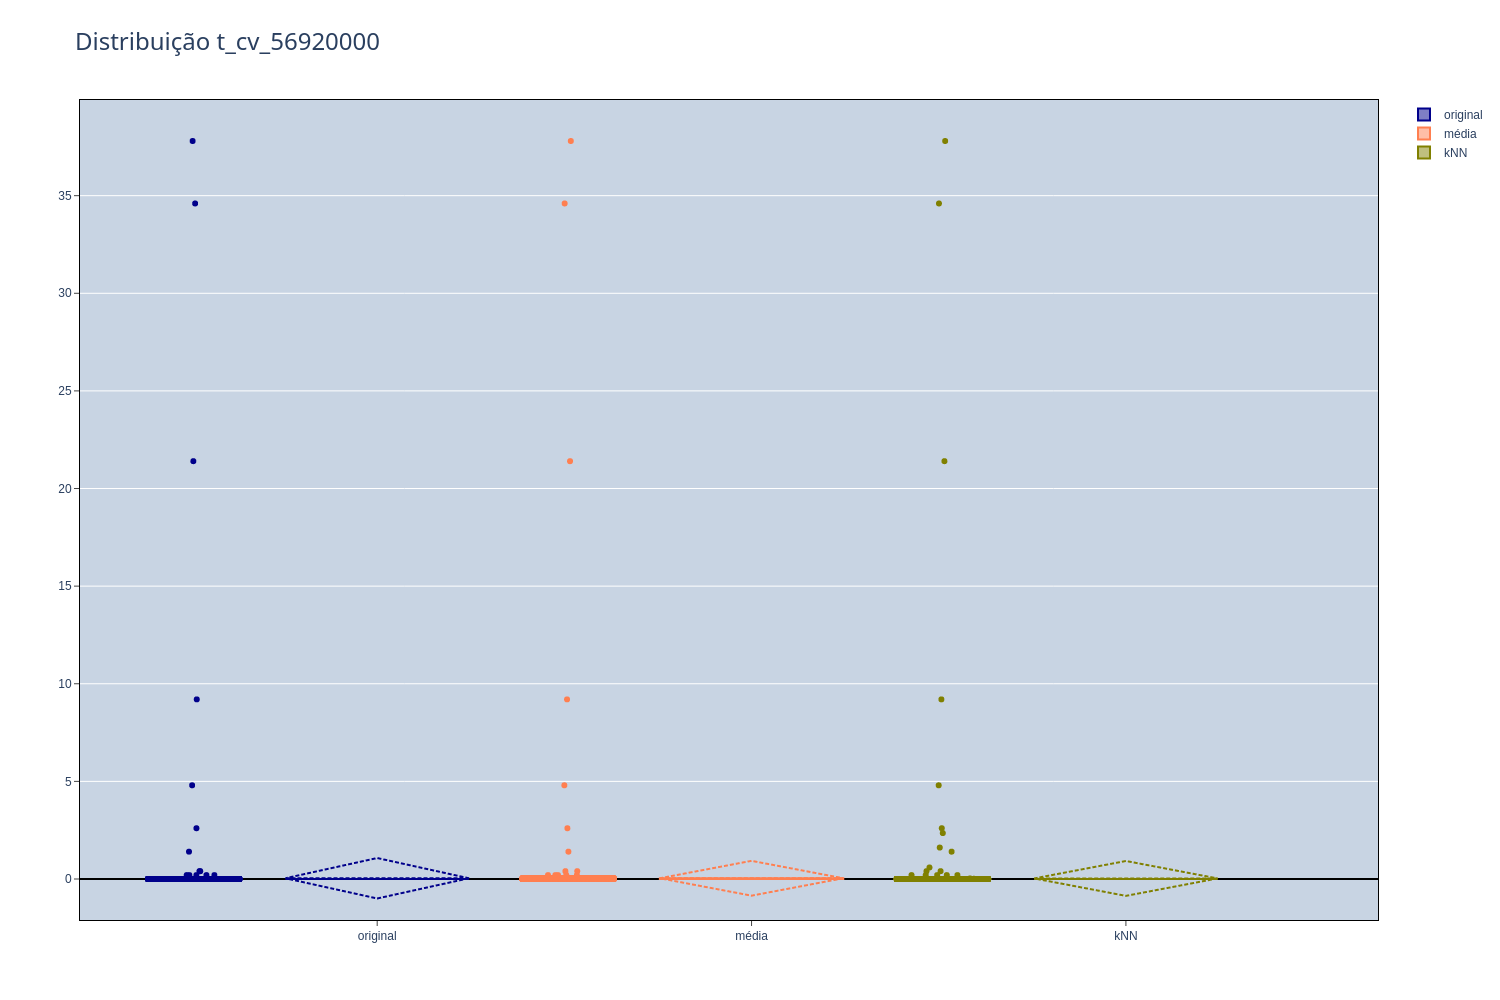 Distribuição t_cv_56920000
original
média
kNN
35
30
25
20
15
10
5
0
original
média
kNN